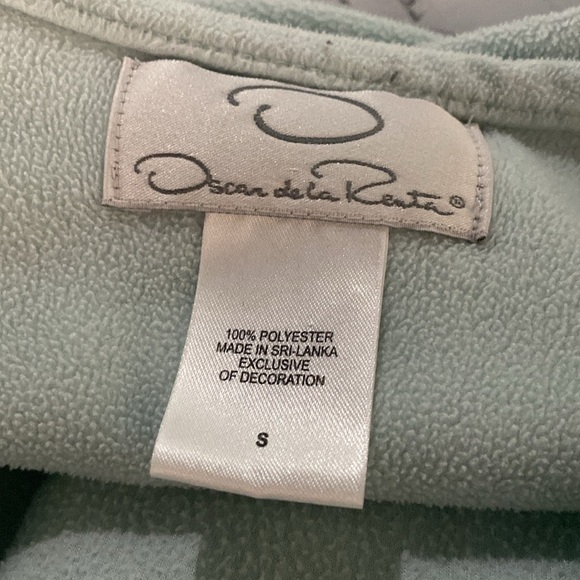 Oscar de la Renta®
100% POLYESTER
MADE IN SRI-LANKA
EXCLUSIVE
OF DECORATION
S